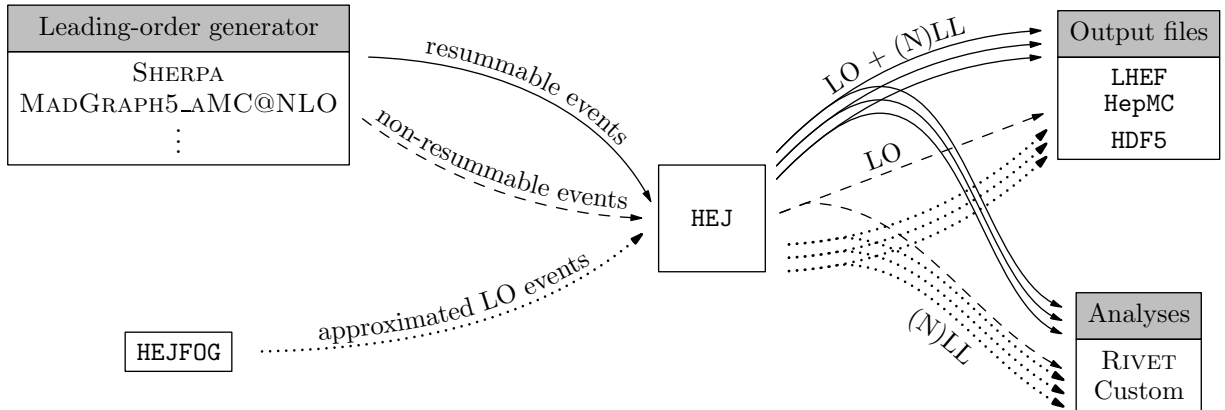 Leading-order generator
SHERPA
MADGRAPH5_AMC@NLO
⋮
resummable events
non-resummable events
approximated LO events
HEJFOG
HEJ
LO + (N)LL
LO
(N)LL
Output files
LHEF
HepMC
HDF5
Analyses
RIVET
Custom